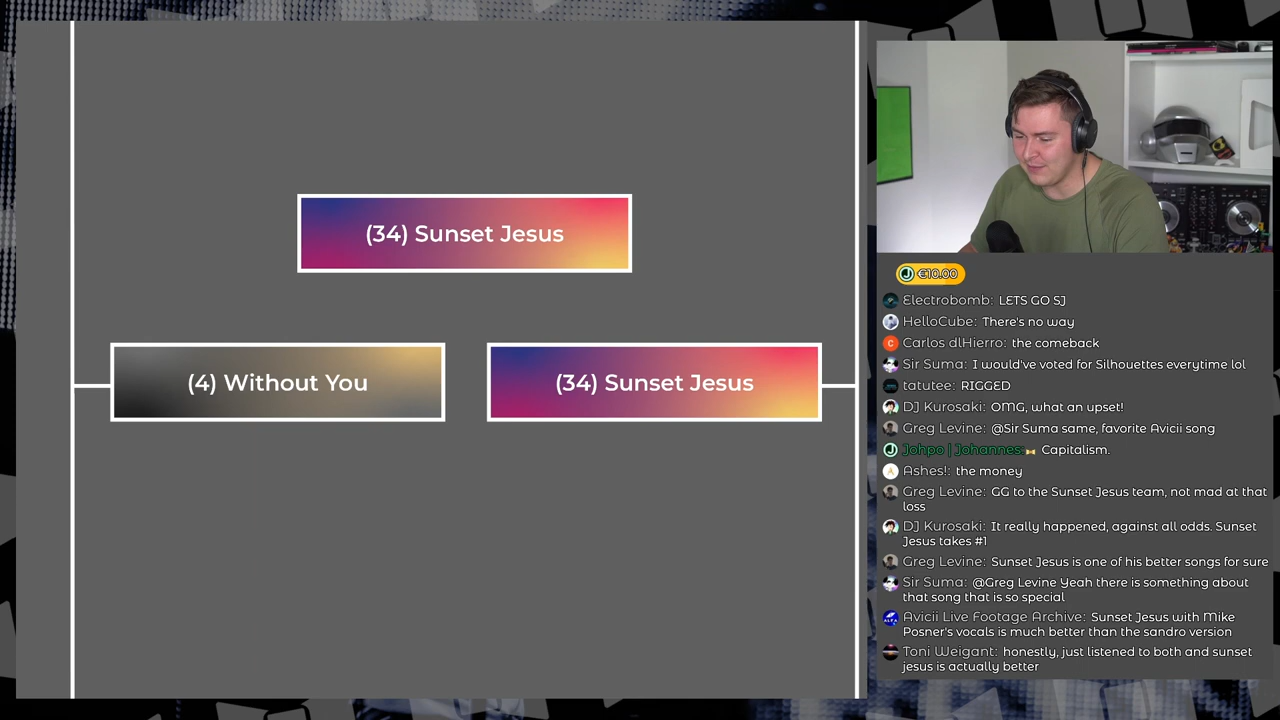 (34) Sunset Jesus
(4) Without You
(34) Sunset Jesus
€10.00
Electrobomb: LETS GO SJ
HelloCube: There's no way
Carlos dlHierro: the comeback
Sir Suma: I would've voted for Silhouettes everytime lol
tatutee: RIGGED
DJ Kurosaki: OMG, what an upset!
Greg Levine: @Sir Suma same, favorite Avicii song
Johpo | Johannes: Capitalism.
Ashes!: the money
Greg Levine: GG to the Sunset Jesus team, not mad at that
loss
DJ Kurosaki: It really happened, against all odds. Sunset
Jesus takes #1
Greg Levine: Sunset Jesus is one of his better songs for sure
Sir Suma: @Greg Levine Yeah there is something about
that song that is so special
Avicii Live Footage Archive: Sunset Jesus with Mike
Posner's vocals is much better than the sandro version
Toni Weigant: honestly, just listened to both and sunset
jesus is actually better